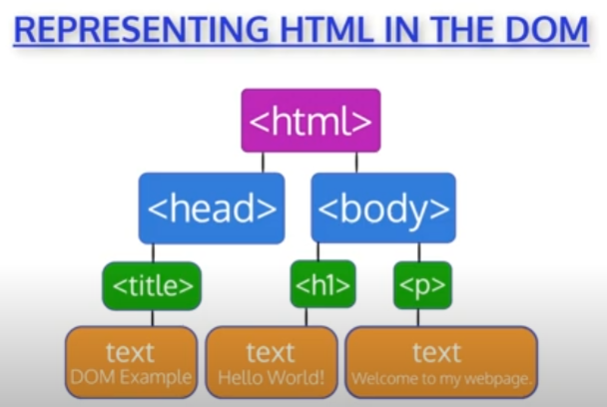 REPRESENTING HTML IN THE DOM
<html>
<head> <body>
<title> <h1> <p>
text text text
DOM Example Hello World! Welcome to my webpage.